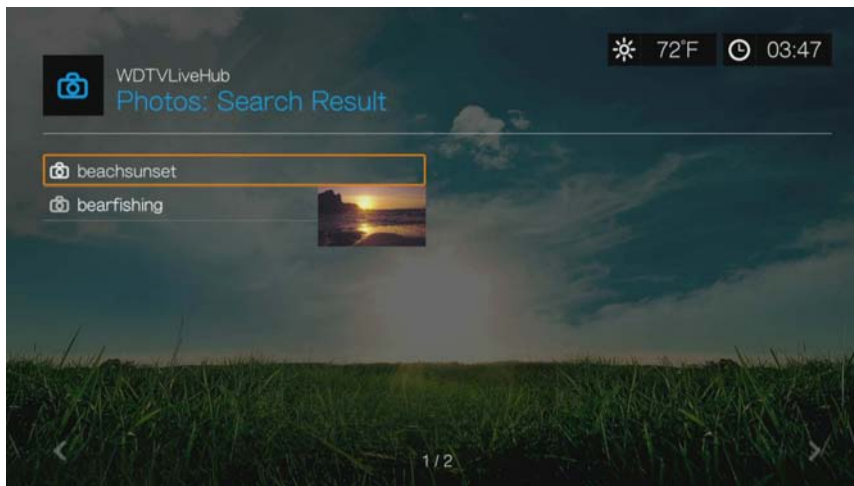 72°F
03:47
WDTVLiveHub
Photos: Search Result
beachsunset
bearfishing
1/2